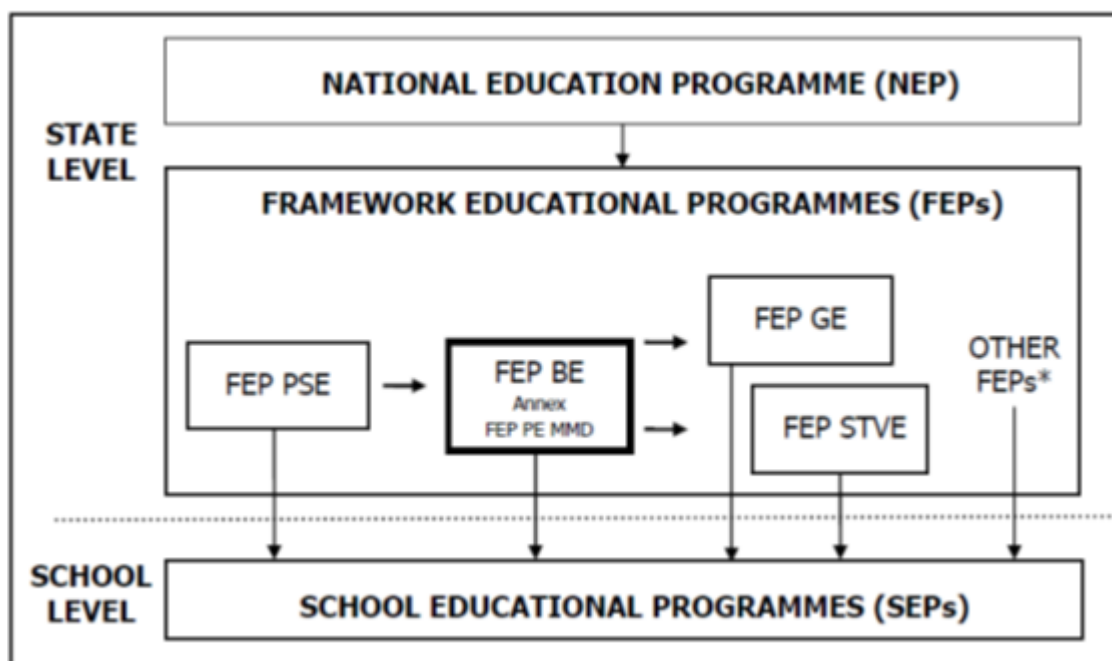 NATIONAL EDUCATION PROGRAMME (NEP)
STATE
LEVEL
FRAMEWORK EDUCATIONAL PROGRAMMES (FEPs)
FEP GE
OTHER
FEPs*
FEP PSE
FEP BE
Annex
FEP PE MMD
FEP STVE
SCHOOL
LEVEL
SCHOOL EDUCATIONAL PROGRAMMES (SEPs)